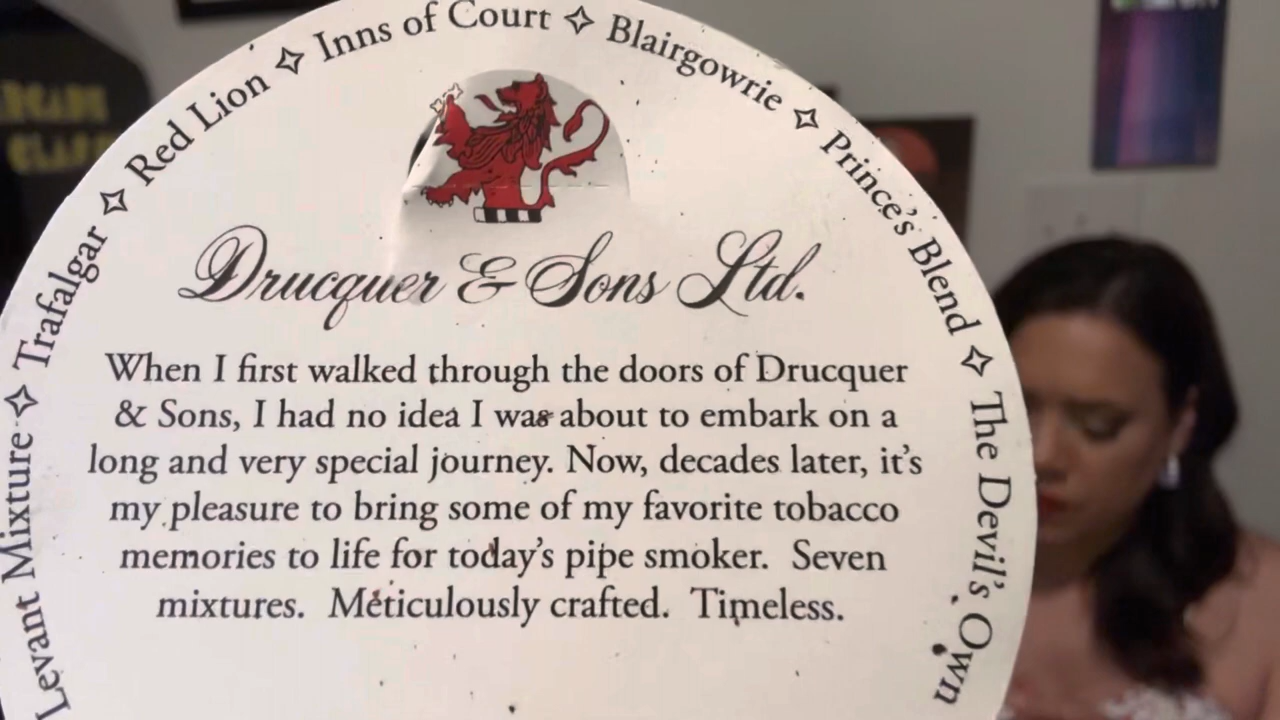 Levant Mixture ✧ Trafalgar ✧ Red Lion ✧ Inns of Court ✧ Blairgowrie ✧ Prince's Blend ✧ The Devil's Own
Drucquer & Sons Ltd.
When I first walked through the doors of Drucquer
& Sons, I had no idea I was about to embark on a
long and very special journey. Now, decades later, it's
my pleasure to bring some of my favorite tobacco
memories to life for today's pipe smoker. Seven
mixtures. Meticulously crafted. Timeless.